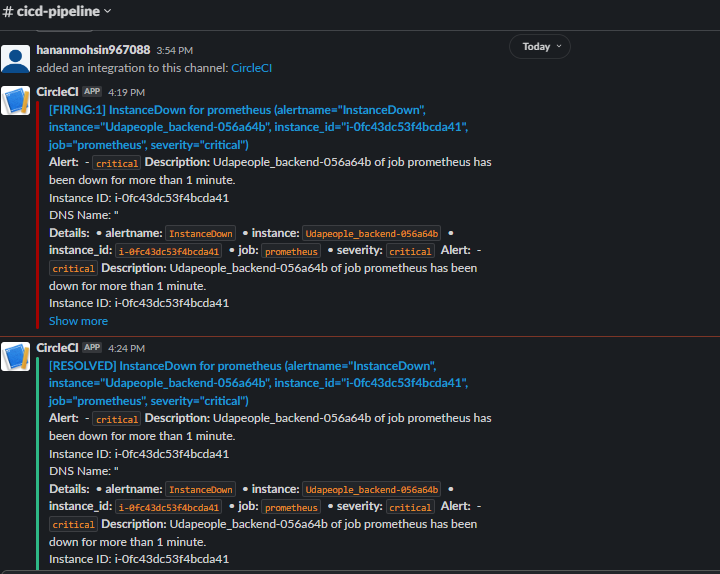 # cicd-pipeline
Today
hananmohsin967088 3:54 PM
added an integration to this channel: CircleCI
CircleCI APP 4:19 PM
[FIRING:1] InstanceDown for prometheus (alertname="InstanceDown",
instance="Udapeople_backend-056a64b", instance_id="i-0fc43dc53f4bcda41",
job="prometheus", severity="critical")
Alert: - critical Description: Udapeople_backend-056a64b of job prometheus has
been down for more than 1 minute.
Instance ID: i-0fc43dc53f4bcda41
DNS Name: "
Details: • alertname: InstanceDown • instance: Udapeople_backend-056a64b •
instance_id: i-0fc43dc53f4bcda41 • job: prometheus • severity: critical Alert: -
critical Description: Udapeople_backend-056a64b of job prometheus has been
down for more than 1 minute.
Instance ID: i-0fc43dc53f4bcda41
Show more
CircleCI APP 4:24 PM
[RESOLVED] InstanceDown for prometheus (alertname="InstanceDown",
instance="Udapeople_backend-056a64b", instance_id="i-0fc43dc53f4bcda41",
job="prometheus", severity="critical")
Alert: - critical Description: Udapeople_backend-056a64b of job prometheus has
been down for more than 1 minute.
Instance ID: i-0fc43dc53f4bcda41
DNS Name: "
Details: • alertname: InstanceDown • instance: Udapeople_backend-056a64b •
instance_id: i-0fc43dc53f4bcda41 • job: prometheus • severity: critical Alert: -
critical Description: Udapeople_backend-056a64b of job prometheus has been
down for more than 1 minute.
Instance ID: i-0fc43dc53f4bcda41